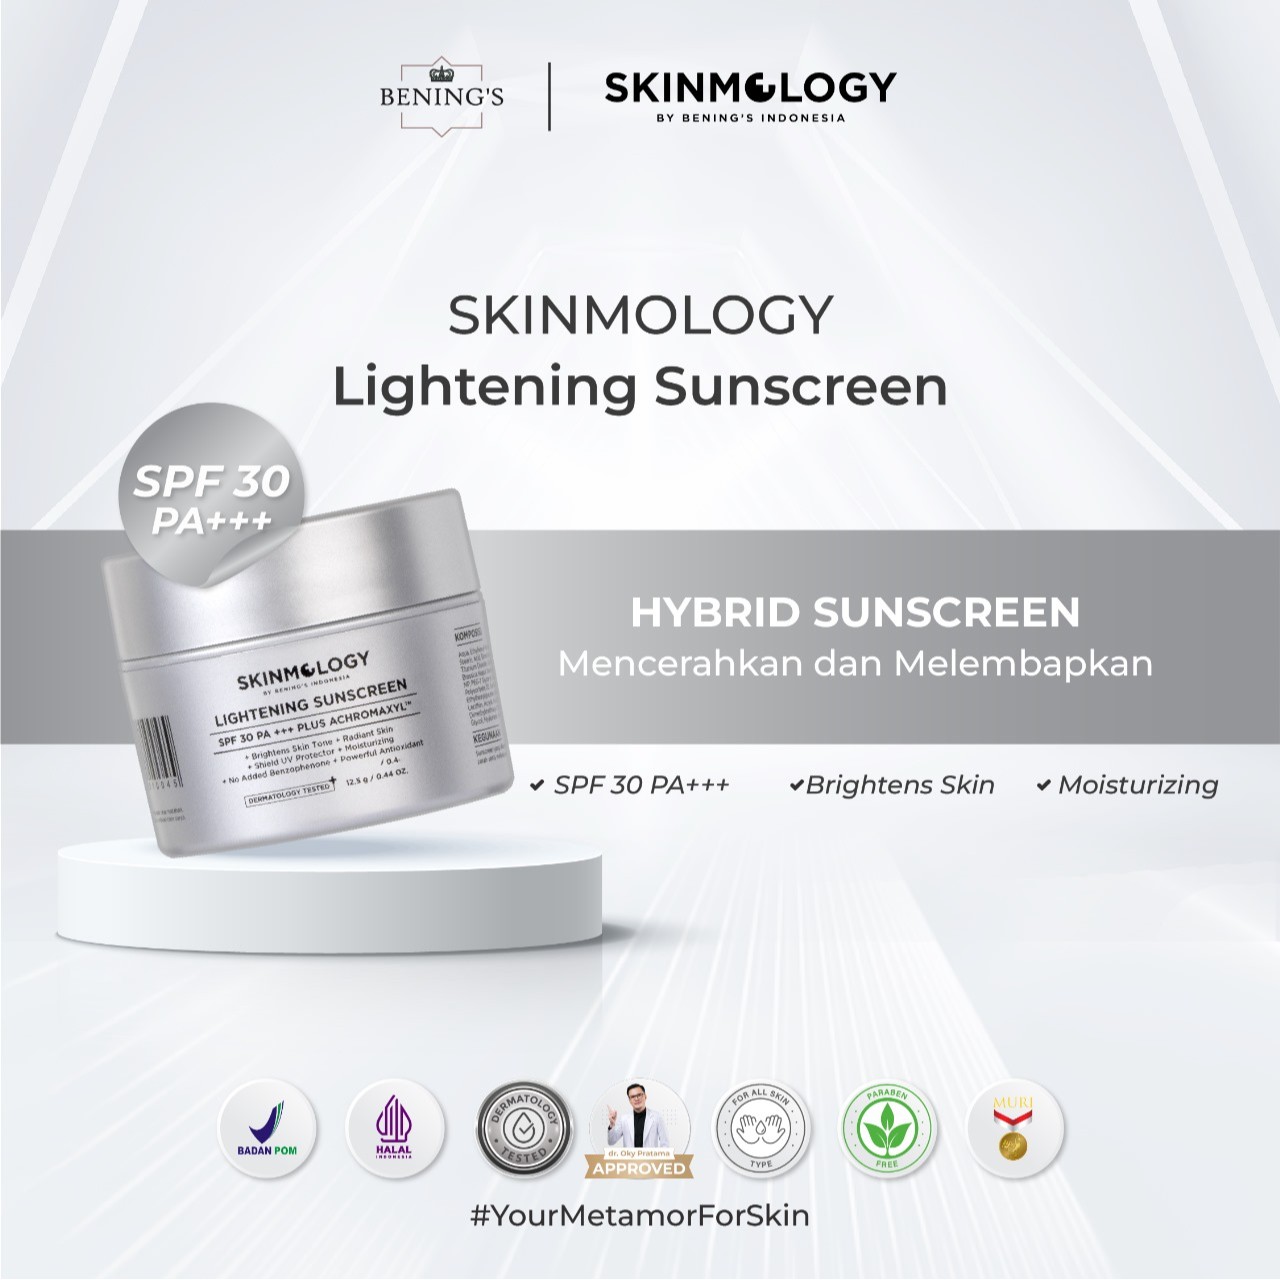 BENING'S
SKINMOLOGY
BY BENING'S INDONESIA
SKINMOLOGY
Lightening Sunscreen
SPF 30
PA+++
HYBRID SUNSCREEN
Mencerahkan dan Melembapkan
SKINMOLOGY
BY BENING'S INDONESIA
LIGHTENING SUNSCREEN
SPF 30 PA +++ PLUS ACHROMAXYL™
+ Brightens Skin Tone + Radiant Skin
+ Shield UV Protector + Moisturizing
+ No Added Benzophenone + Powerful Antioxidant
DERMATOLOGY TESTED
12.5 g / 0.44 OZ.
/ 0.4-
KEGUNAAN
✔ SPF 30 PA+++
✔Brightens Skin
✔ Moisturizing
BADAN POM
HALAL
INDONESIA
DERMATOLOGY
TESTED
dr. Oky Pratama
APPROVED
FOR ALL SKIN
TYPE
PARABEN
FREE
MURI
#YourMetamorForSkin